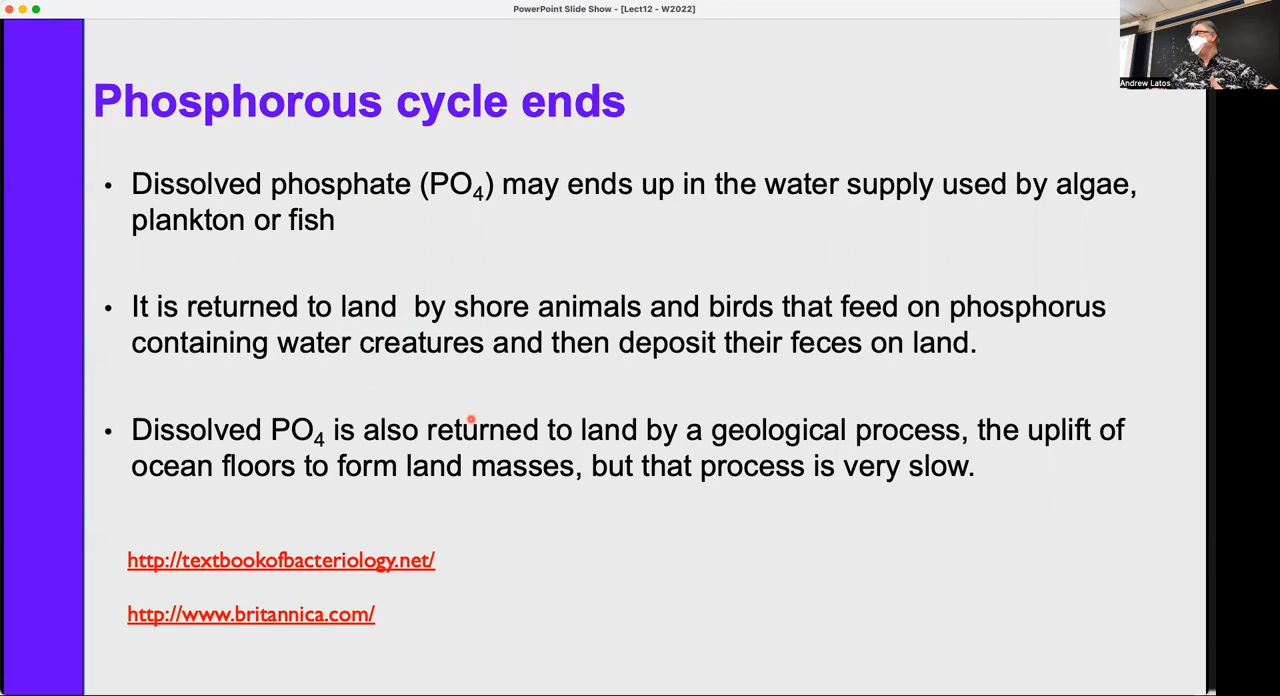 PowerPoint Slide Show - [Lect12 - W2022]
Andrew Latos
Phosphorous cycle ends
• Dissolved phosphate (PO4) may ends up in the water supply used by algae,
plankton or fish
• It is returned to land by shore animals and birds that feed on phosphorus
containing water creatures and then deposit their feces on land.
• Dissolved PO4 is also returned to land by a geological process, the uplift of
ocean floors to form land masses, but that process is very slow.
http://textbookofbacteriology.net/
http://www.britannica.com/